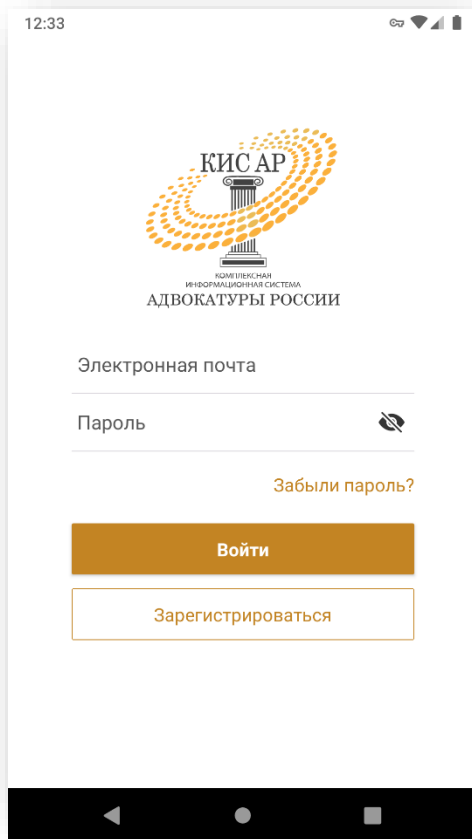 12:33
КИС АР
КОМПЛЕКСНАЯ
ИНФОРМАЦИОННАЯ СИСТЕМА
АДВОКАТУРЫ РОССИИ
Электронная почта
Пароль
Забыли пароль?
Войти
Зарегистрироваться